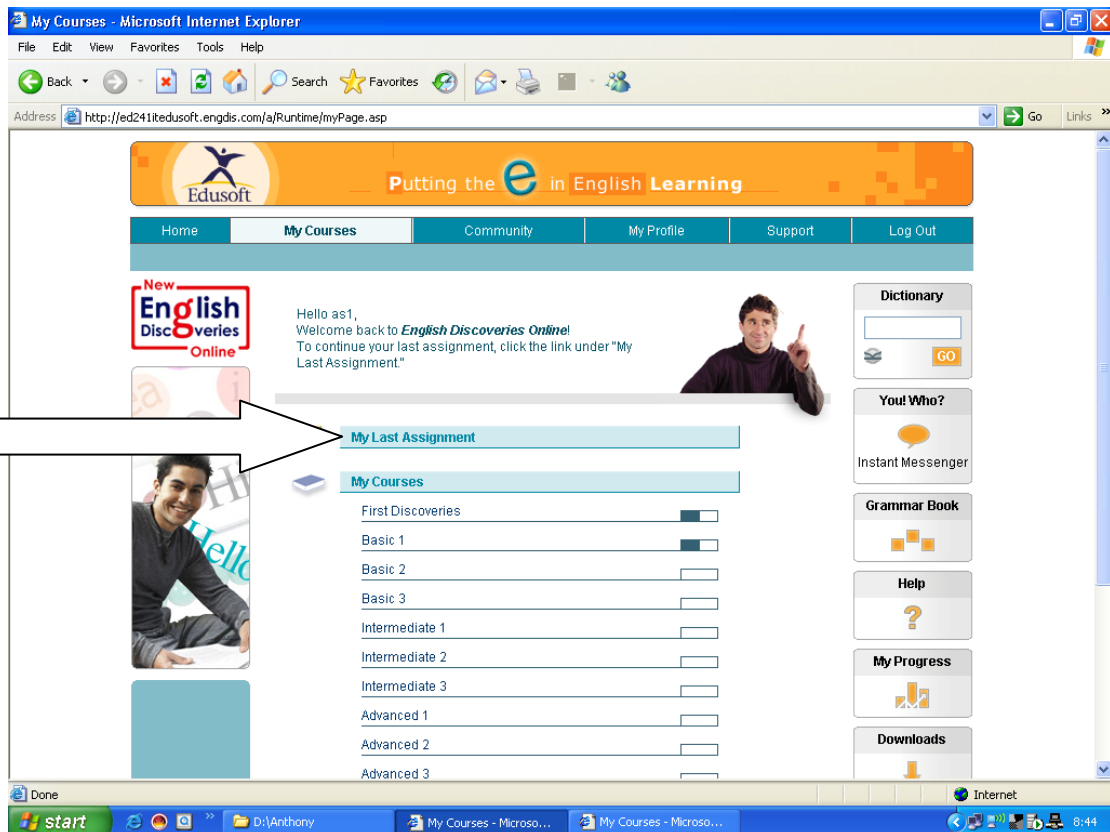 My Courses - Microsoft Internet Explorer
File Edit View Favorites Tools Help
Back Search Favorites
Address http://ed241itedusoft.engdis.com/a/Runtime/myPage.asp Go Links »
Edusoft
Putting the e in English Learning
Home My Courses Community My Profile Support Log Out
New
English
Discoveries
Online
Hello as1,
Welcome back to English Discoveries Online!
To continue your last assignment, click the link under "My
Last Assignment."
Dictionary
GO
You! Who?
Instant Messenger
Grammar Book
Help
?
My Progress
Downloads
My Last Assignment
My Courses
First Discoveries
Basic 1
Basic 2
Basic 3
Intermediate 1
Intermediate 2
Intermediate 3
Advanced 1
Advanced 2
Advanced 3
Hello
Done Internet
start » D:\Anthony My Courses - Microso... My Courses - Microso... 8:44